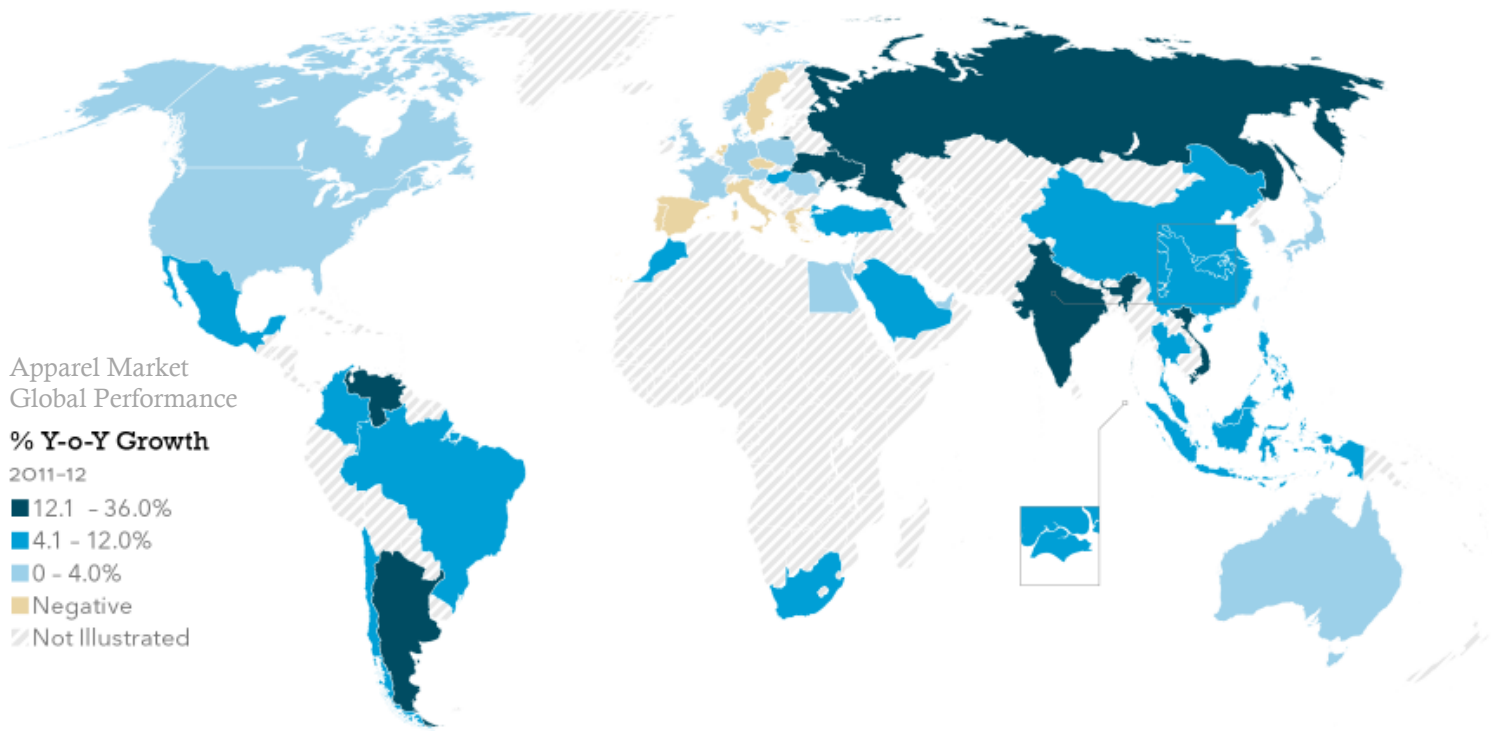 Apparel Market
Global Performance
% Y-o-Y Growth
2011-12
12.1 - 36.0%
4.1 - 12.0%
0 - 4.0%
Negative
Not Illustrated